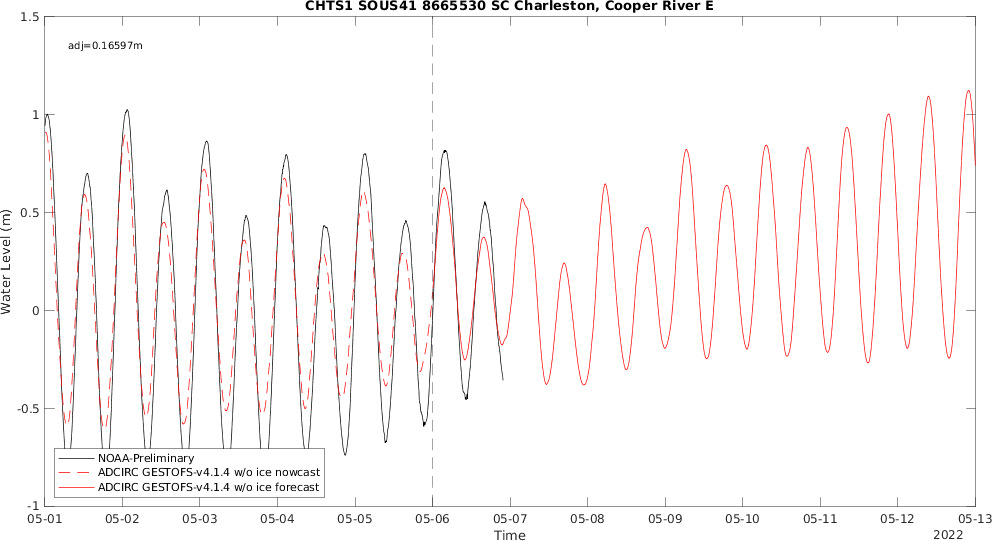 CHTS1 SOUS41 8665530 SC Charleston, Cooper River E
adj=0.16597m
Water Level (m)
1.5
1
0.5
0
-0.5
-1
NOAA-Preliminary
ADCIRC GESTOFS-v4.1.4 w/o ice nowcast
ADCIRC GESTOFS-v4.1.4 w/o ice forecast
05-01 05-02 05-03 05-04 05-05 05-06 05-07 05-08 05-09 05-10 05-11 05-12 05-13
Time
2022